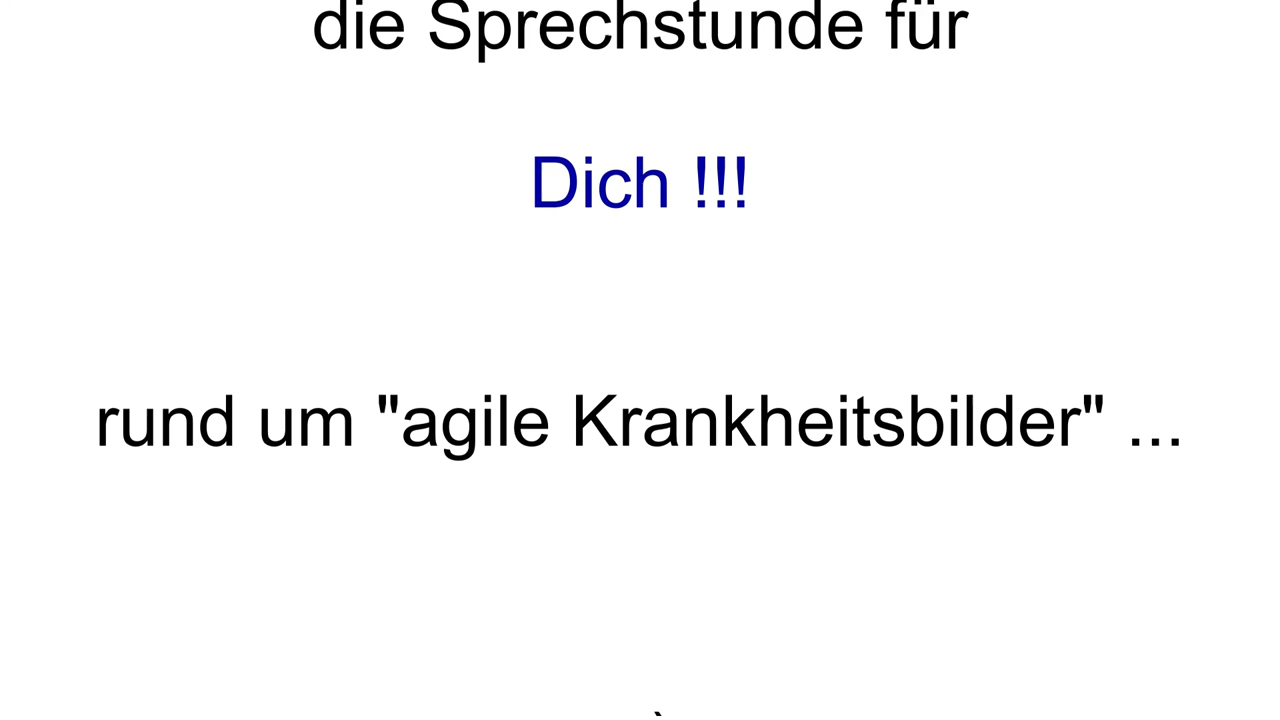 die Sprechstunde für
Dich !!!
rund um "agile Krankheitsbilder" ...